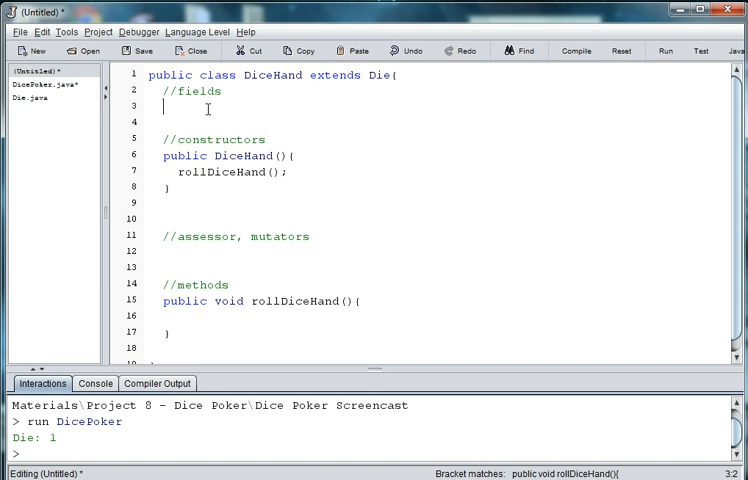 (Untitled) *
File Edit Tools Project Debugger Language Level Help
New Open Save Close Cut Copy Paste Undo Redo Find Compile Reset Run Test Java
(Untitled)*
DicePoker.java*
Die.java
1 public class DiceHand extends Die{
2 //fields
3
4
5 //constructors
6 public DiceHand(){
7 rollDiceHand();
8 }
9
10
11 //assessor, mutators
12
13
14 //methods
15 public void rollDiceHand(){
16
17 }
18
Interactions Console Compiler Output
Materials\Project 8 - Dice Poker\Dice Poker Screencast
> run DicePoker
Die: 1
>
Editing (Untitled) * Bracket matches: public void rollDiceHand(){ 3:2